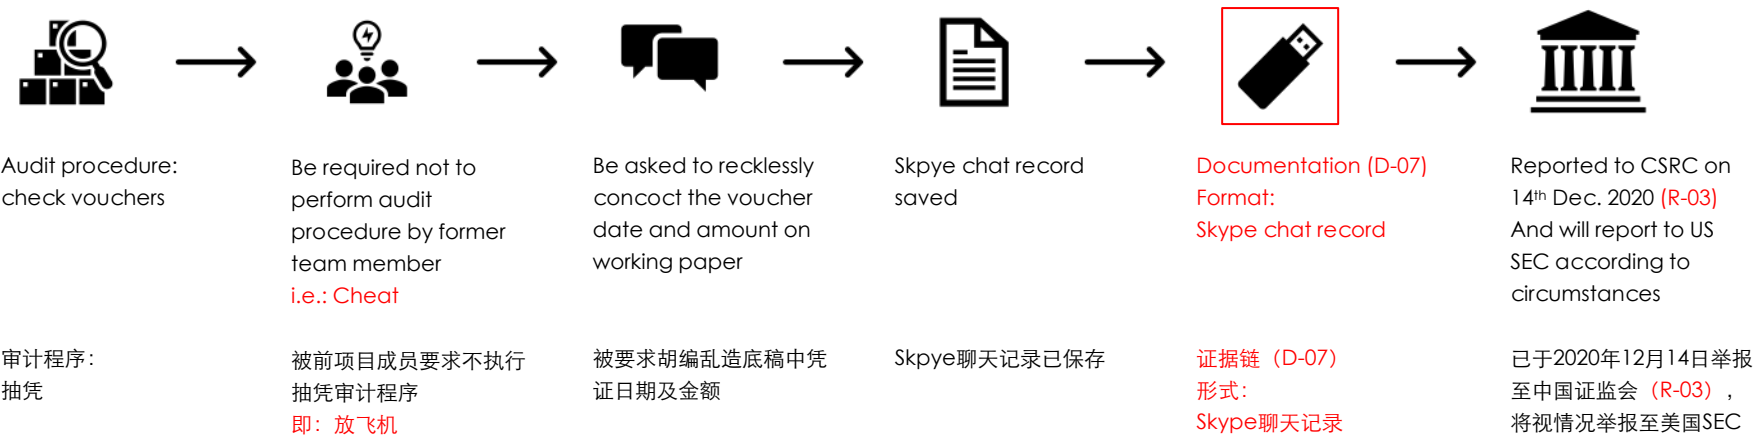 Audit procedure:
check vouchers
Be required not to
perform audit
procedure by former
team member
i.e.: Cheat
Be asked to recklessly
concoct the voucher
date and amount on
working paper
Skpye chat record
saved
Documentation (D-07)
Format:
Skype chat record
Reported to CSRC on
14th Dec. 2020 (R-03)
And will report to US
SEC according to
circumstances
审计程序：
抽凭
被前项目成员要求不执行
抽凭审计程序
即：放飞机
被要求胡编乱造底稿中凭
证日期及金额
Skpye聊天记录已保存
证据链（D-07）
形式：
Skype聊天记录
已于2020年12月14日举报
至中国证监会（R-03），
将视情况举报至美国SEC